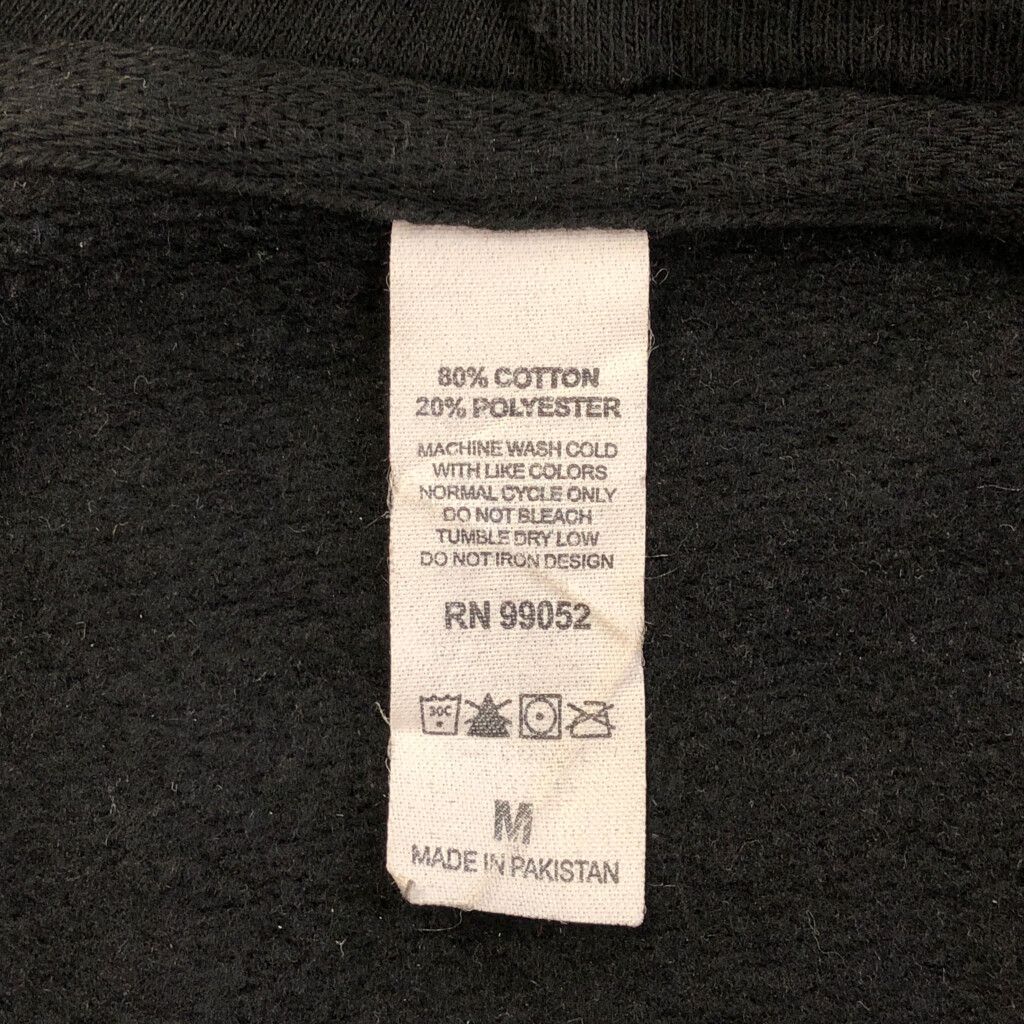 80% COTTON
20% POLYESTER
MACHINE WASH COLD
WITH LIKE COLORS
NORMAL CYCLE ONLY
DO NOT BLEACH
TUMBLE DRY LOW
DO NOT IRON DESIGN
RN 99052
30C
M
MADE IN PAKISTAN